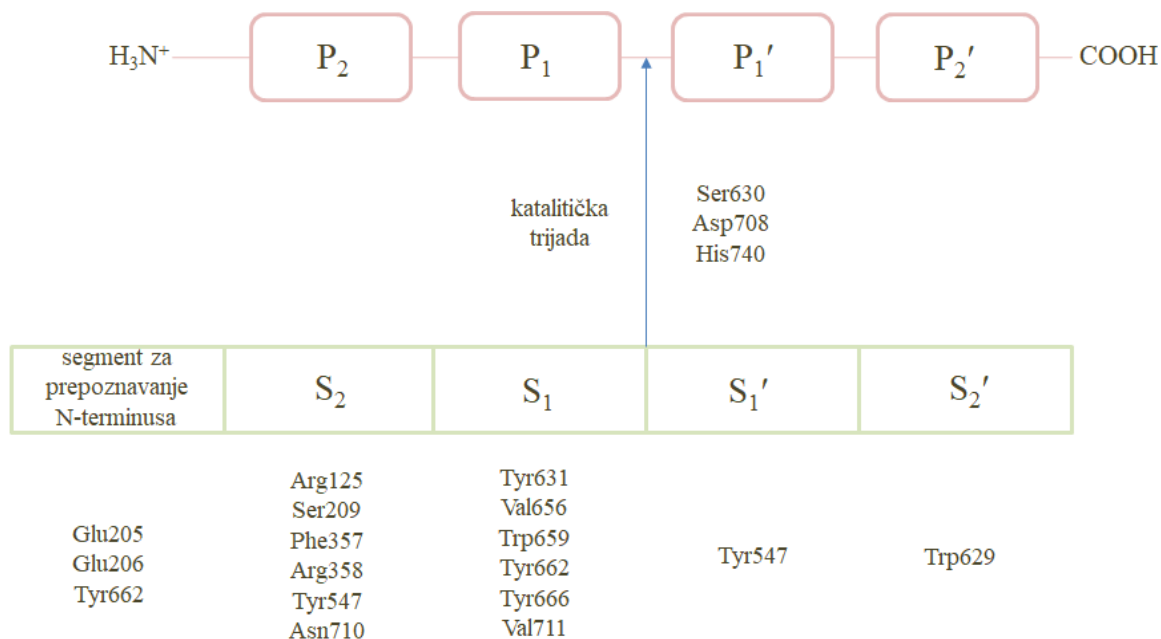 H₃N⁺ P₂ P₁ P₁′ P₂′ COOH
katalitička
trijada
Ser630
Asp708
His740
segment za
prepoznavanje
N-terminusa
S₂ S₁ S₁′ S₂′
Glu205
Glu206
Tyr662
Arg125
Ser209
Phe357
Arg358
Tyr547
Asn710
Tyr631
Val656
Trp659
Tyr662
Tyr666
Val711
Tyr547
Trp629